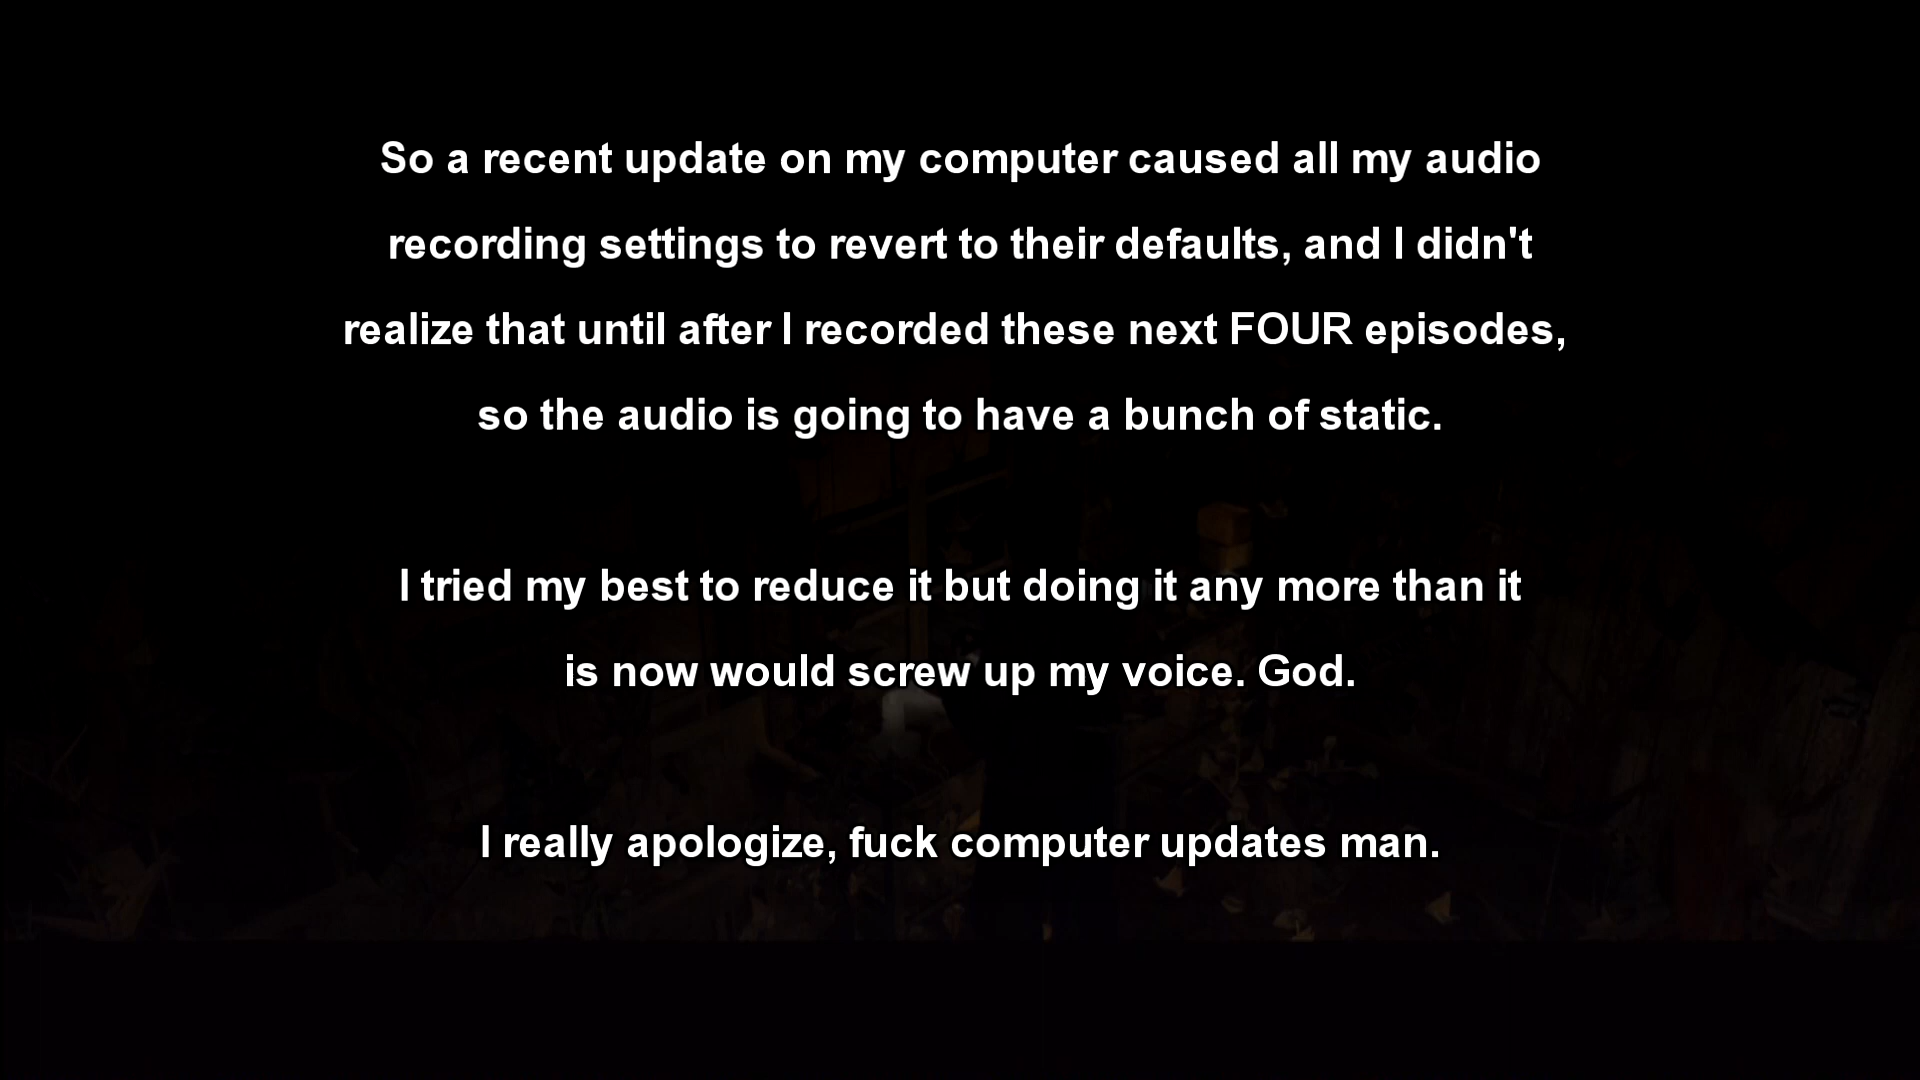 So a recent update on my computer caused all my audio
recording settings to revert to their defaults, and I didn't
realize that until after I recorded these next FOUR episodes,
so the audio is going to have a bunch of static.
I tried my best to reduce it but doing it any more than it
is now would screw up my voice. God.
I really apologize, fuck computer updates man.